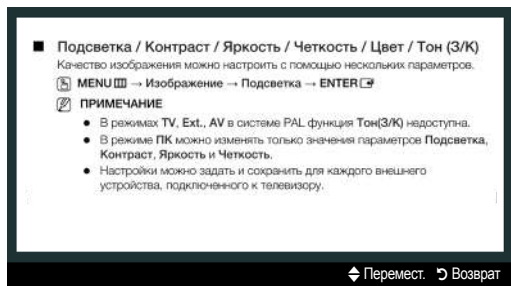 ■ Подсветка / Контраст / Яркость / Четкость / Цвет / Тон (З/К)
Качество изображения можно настроить с помощью нескольких параметров.
MENU → Изображение → Подсветка → ENTER
ПРИМЕЧАНИЕ
● В режимах TV, Ext., AV в системе PAL функция Тон(З/К) недоступна.
● В режиме ПК можно изменять только значения параметров Подсветка,
Контраст, Яркость и Четкость.
● Настройки можно задать и сохранить для каждого внешнего
устройства, подключенного к телевизору.
Перемест. Возврат